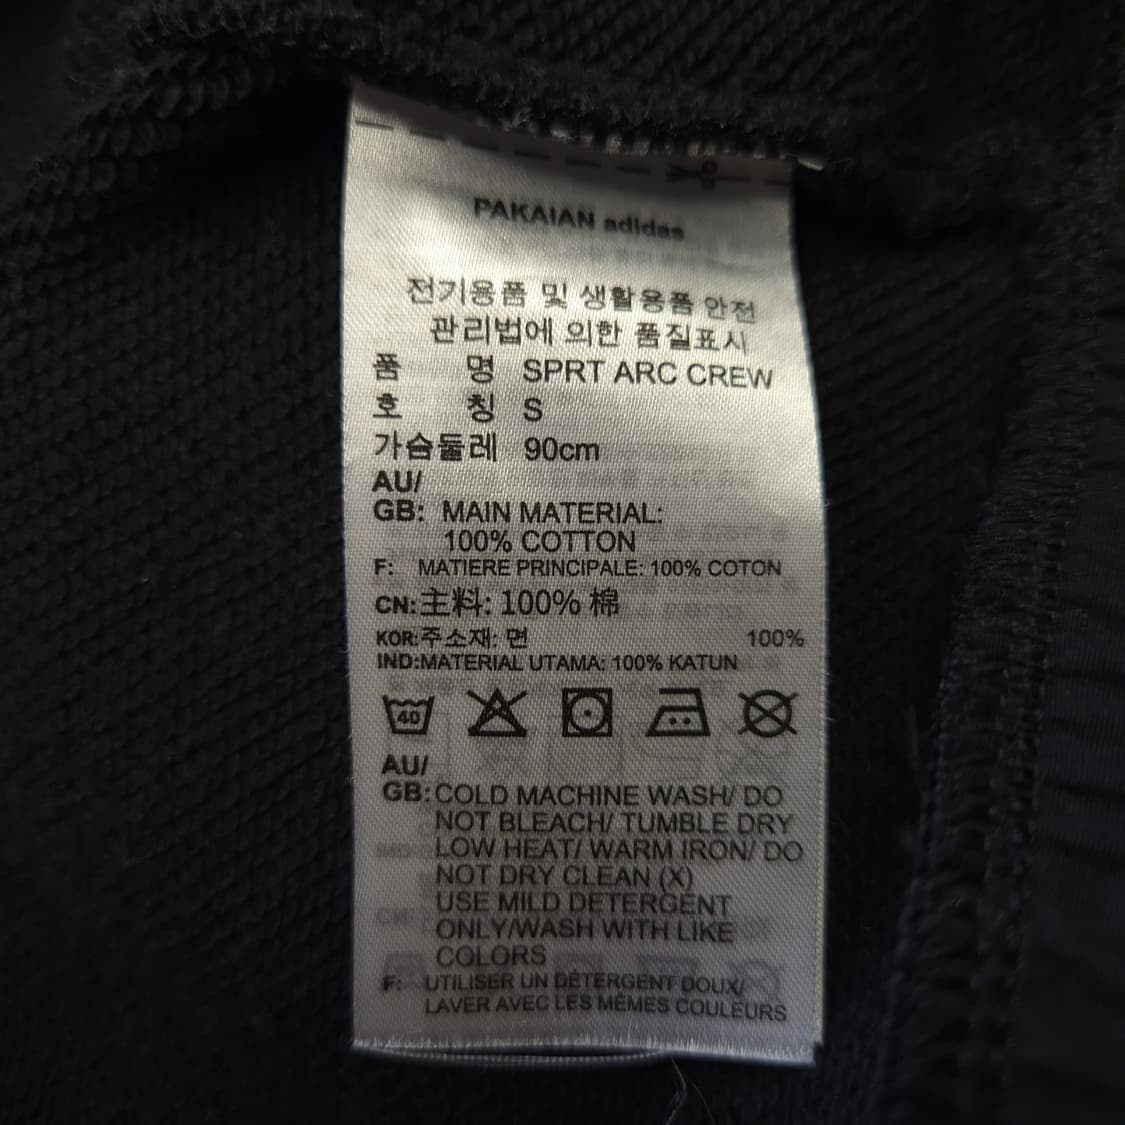 PAKAIAN adidas
전기용품 및 생활용품 안전
관리법에 의한 품질표시
품 명 SPRT ARC CREW
호 칭 S
가슴둘레 90cm
AU/
GB: MAIN MATERIAL:
100% COTTON
F: MATIERE PRINCIPALE: 100% COTON
CN:主料: 100% 棉
KOR:주소재: 면 100%
IND:MATERIAL UTAMA: 100% KATUN
40
AU/
GB:COLD MACHINE WASH/ DO
NOT BLEACH/ TUMBLE DRY
LOW HEAT/ WARM IRON/ DO
NOT DRY CLEAN (X)
USE MILD DETERGENT
ONLY/WASH WITH LIKE
COLORS
F: UTILISER UN DÉTERGENT DOUX/
LAVER AVEC LES MÊMES COULEURS